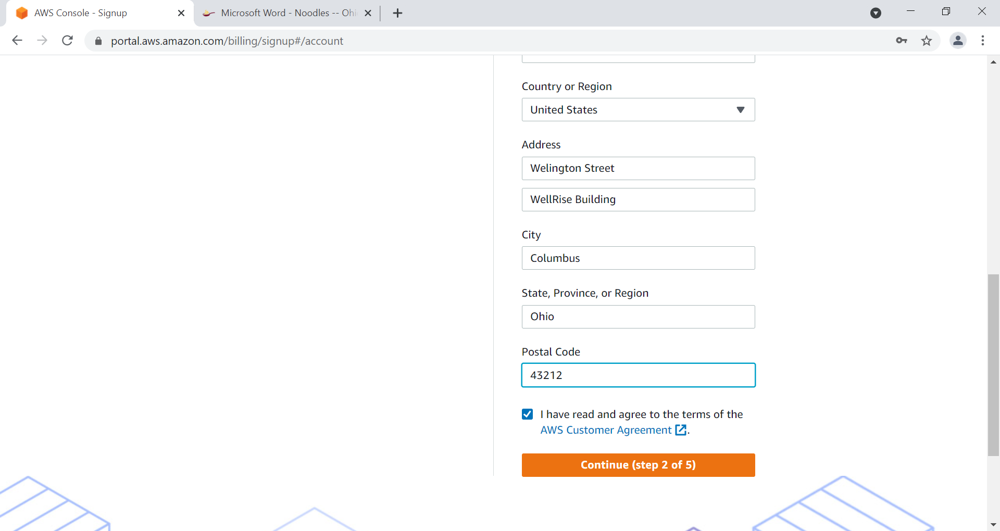 AWS Console - Signup
Microsoft Word - Noodles -- Ohi
portal.aws.amazon.com/billing/signup#/account
Country or Region
United States
Address
Welington Street
WellRise Building
City
Columbus
State, Province, or Region
Ohio
Postal Code
43212
I have read and agree to the terms of the
AWS Customer Agreement.
Continue (step 2 of 5)